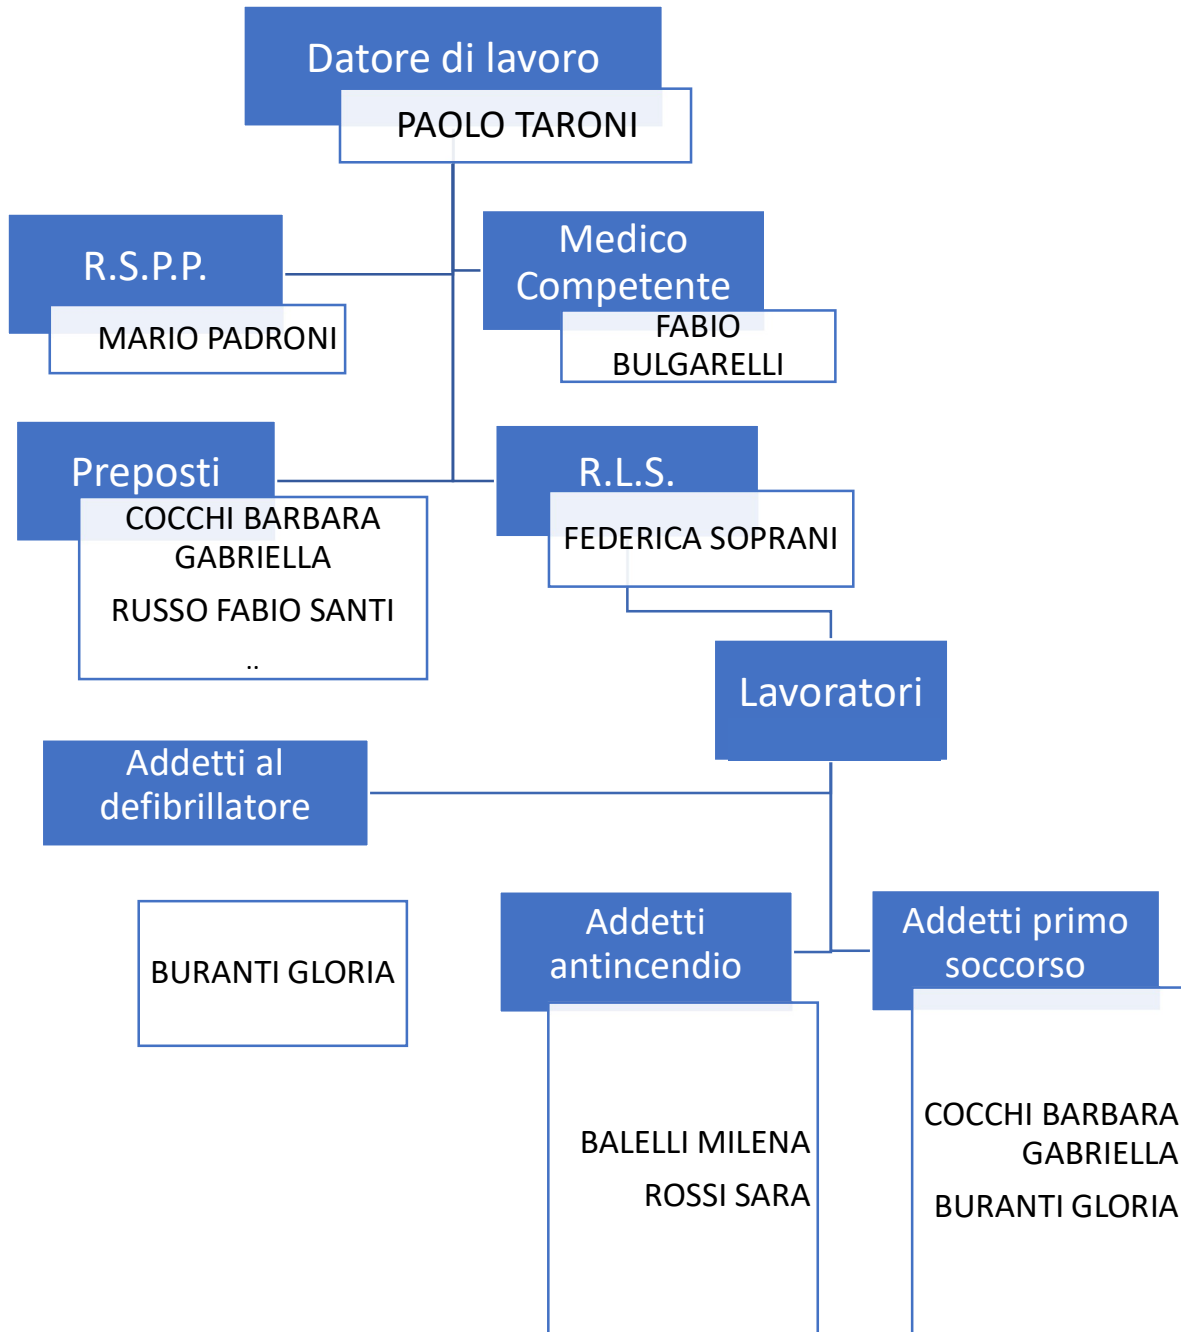 Datore di lavoro
PAOLO TARONI
R.S.P.P.
MARIO PADRONI
Medico
Competente
FABIO
BULGARELLI
Preposti
COCCHI BARBARA
GABRIELLA
RUSSO FABIO SANTI
..
R.L.S.
FEDERICA SOPRANI
Lavoratori
Addetti al
defibrillatore
BURANTI GLORIA
Addetti
antincendio
BALELLI MILENA
ROSSI SARA
Addetti primo
soccorso
COCCHI BARBARA
GABRIELLA
BURANTI GLORIA